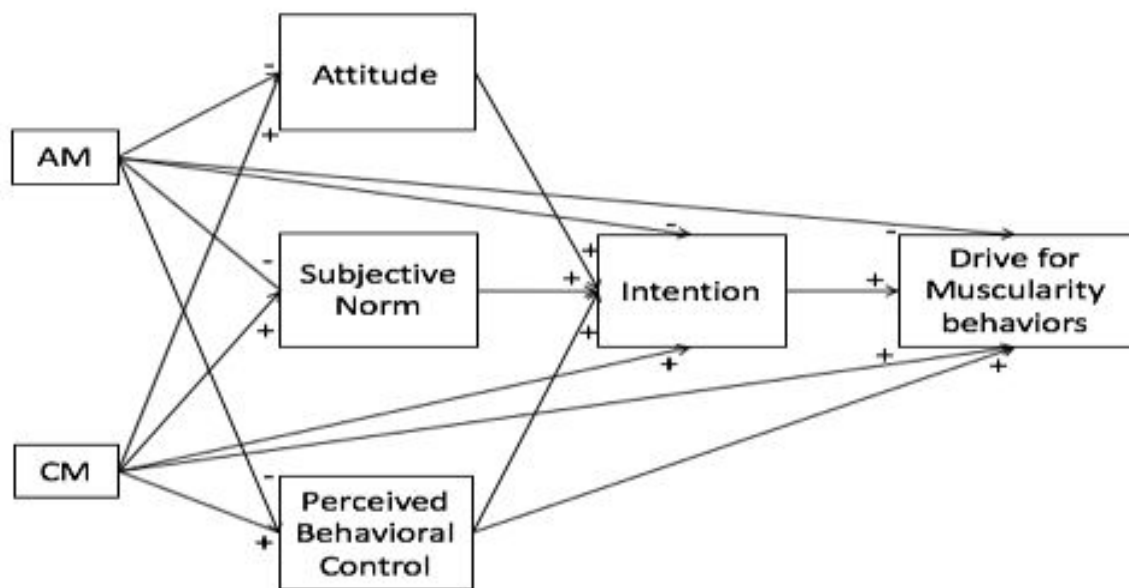 Attitude
-
+
AM
Subjective
Norm
-
+
Intention
-
+
+
+
+
Drive for
Muscularity
behaviors
-
+
+
+
CM
Perceived
Behavioral
Control
-
+